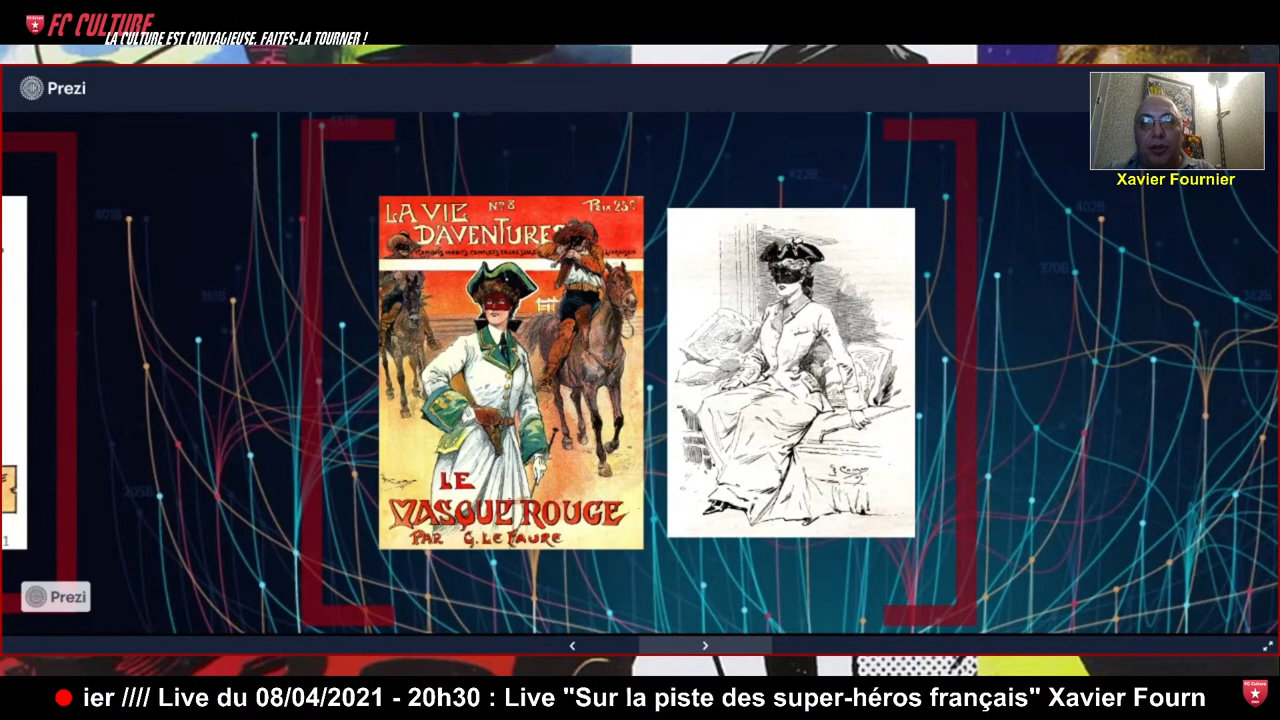 FC CULTURE
LA CULTURE EST CONTAGIEUSE, FAITES-LA TOURNER !
Prezi
Xavier Fournier
LA VIE
N° 8
Prix 25c
D'AVENTURES
LE
MASQUE ROUGE
PAR G. LE FAURE
Prezi
ier //// Live du 08/04/2021 - 20h30 : Live "Sur la piste des super-héros français" Xavier Fourn